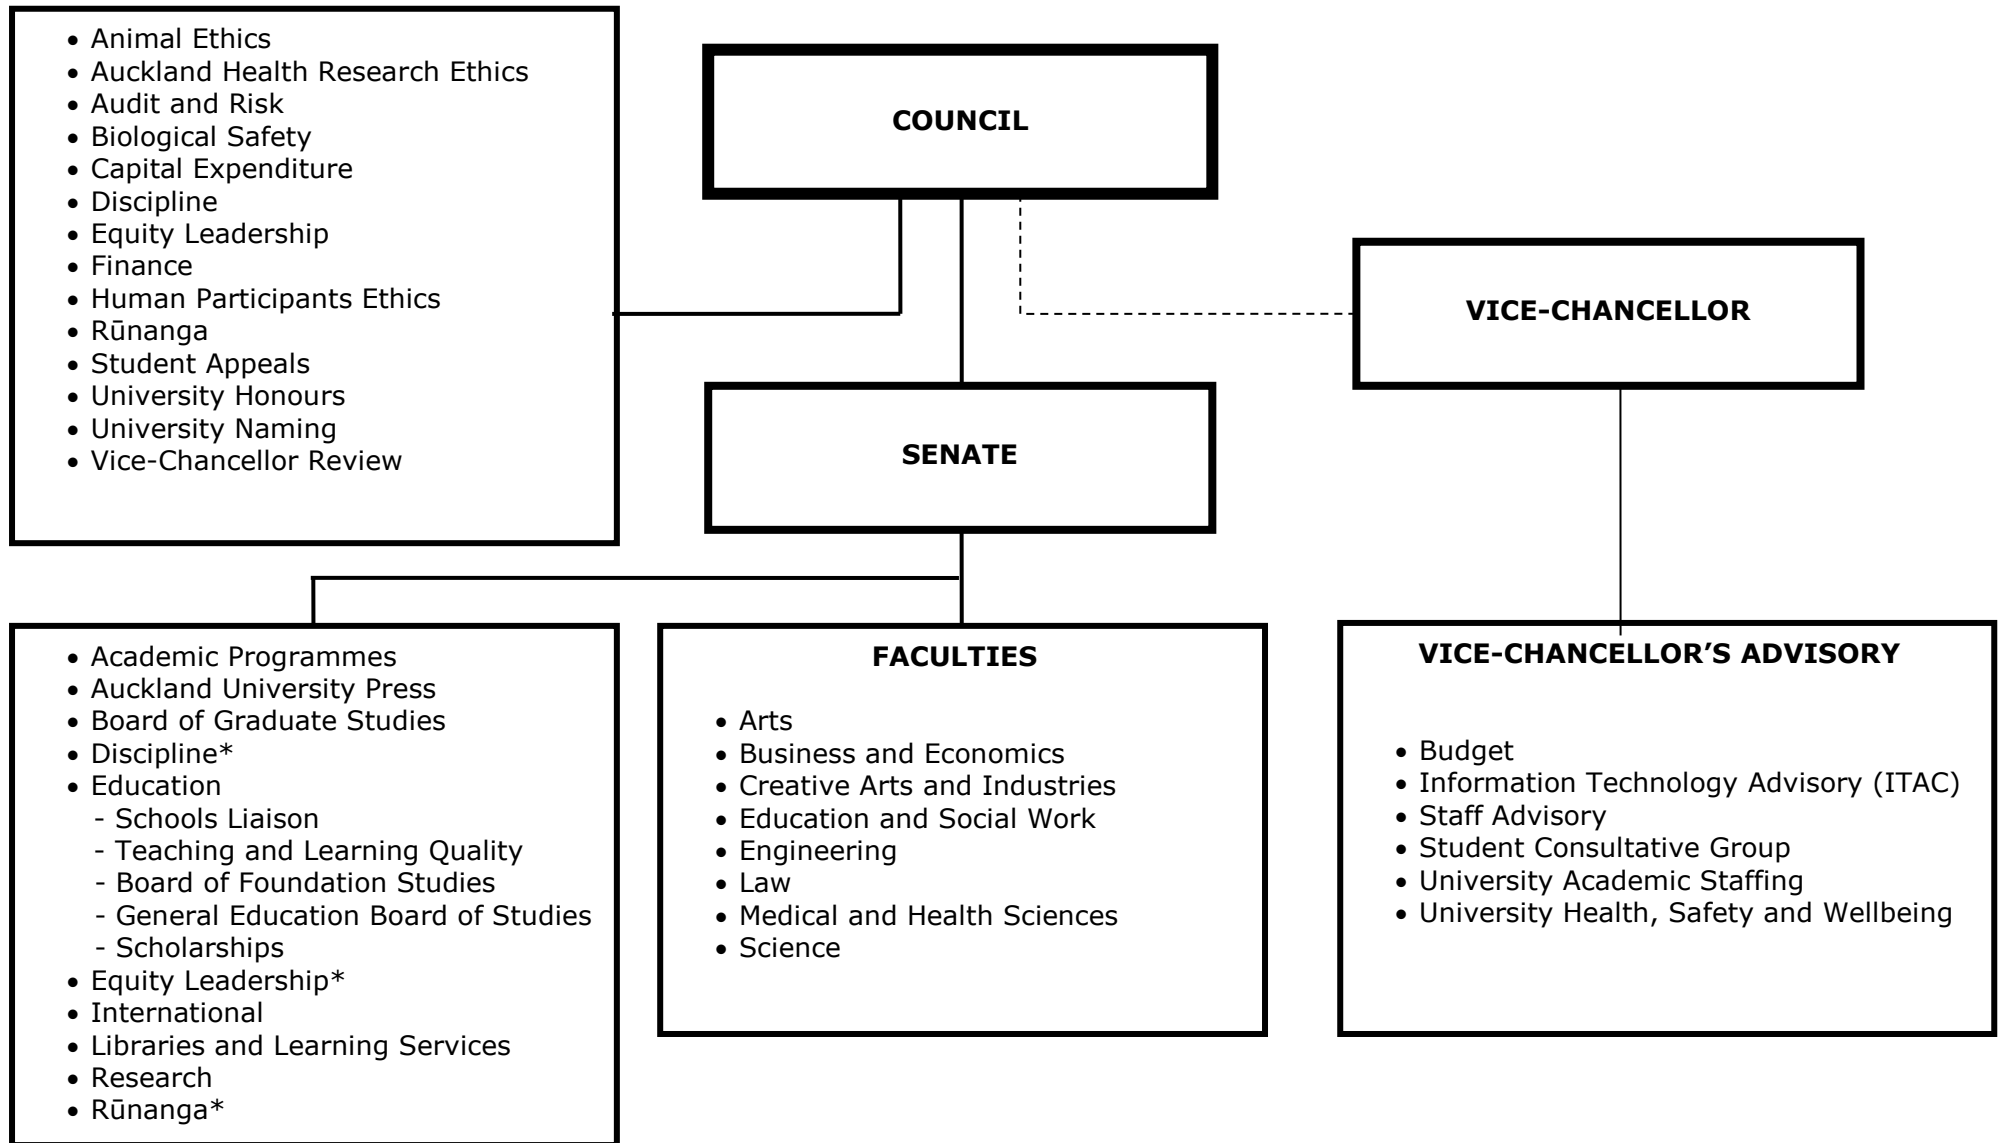 • Animal Ethics
• Auckland Health Research Ethics
• Audit and Risk
• Biological Safety
• Capital Expenditure
• Discipline
• Equity Leadership
• Finance
• Human Participants Ethics
• Rūnanga
• Student Appeals
• University Honours
• University Naming
• Vice-Chancellor Review
COUNCIL
VICE-CHANCELLOR
SENATE
• Academic Programmes
• Auckland University Press
• Board of Graduate Studies
• Discipline*
• Education
- Schools Liaison
- Teaching and Learning Quality
- Board of Foundation Studies
- General Education Board of Studies
- Scholarships
• Equity Leadership*
• International
• Libraries and Learning Services
• Research
• Rūnanga*
FACULTIES
• Arts
• Business and Economics
• Creative Arts and Industries
• Education and Social Work
• Engineering
• Law
• Medical and Health Sciences
• Science
VICE-CHANCELLOR’S ADVISORY
• Budget
• Information Technology Advisory (ITAC)
• Staff Advisory
• Student Consultative Group
• University Academic Staffing
• University Health, Safety and Wellbeing